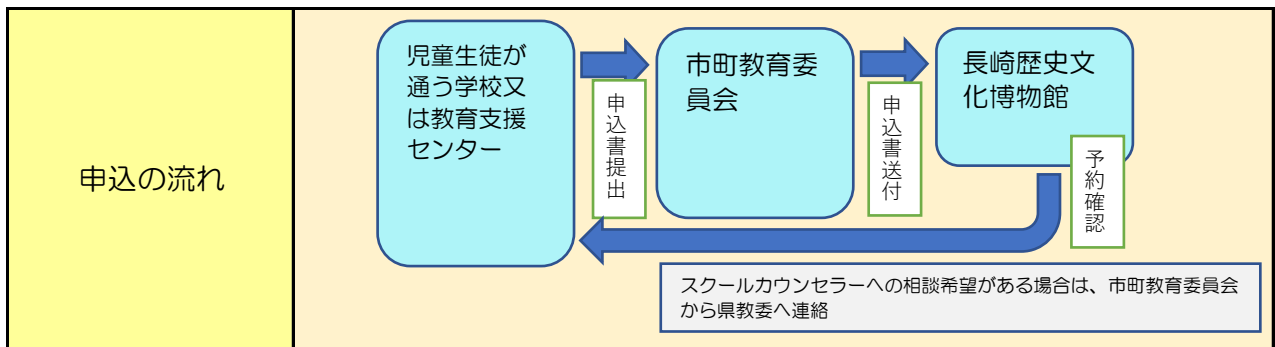 申込の流れ
児童生徒が
通う学校又
は教育支援
センター
申込書提出
市町教育委
員会
申込書送付
長崎歴史文
化博物館
予約確認
スクールカウンセラーへの相談希望がある場合は、市町教育委員会
から県教委へ連絡